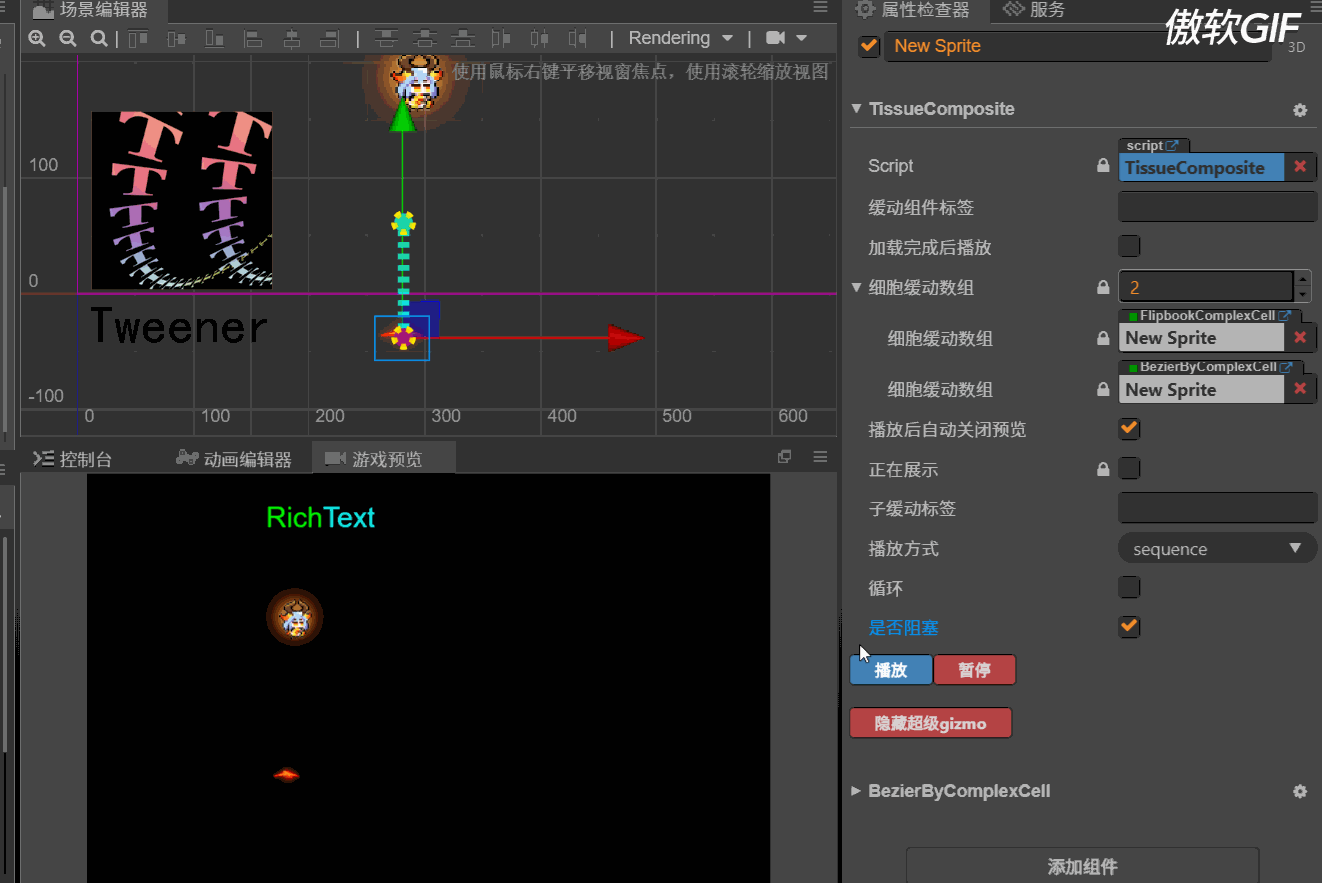 场景编辑器
Rendering
使用鼠标右键平移视窗焦点，使用滚轮缩放视图
100
0
-100
0
100
200
300
400
500
600
Tweener
控制台
动画编辑器
游戏预览
RichText
属性检查器
服务
傲软GIF
New Sprite
3D
TissueComposite
Script
script
TissueComposite
缓动组件标签
加载完成后播放
细胞缓动数组
2
细胞缓动数组
FlipbookComplexCell
New Sprite
细胞缓动数组
BezierByComplexCell
New Sprite
播放后自动关闭预览
正在展示
子缓动标签
播放方式
sequence
循环
是否阻塞
播放
暂停
隐藏超级gizmo
BezierByComplexCell
添加组件